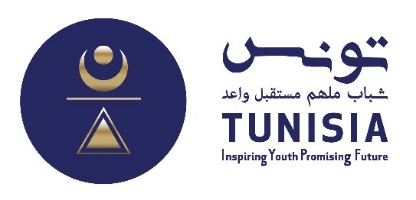 تونس
شباب ملهم مستقبل واعد
TUNISIA
Inspiring Youth Promising Future